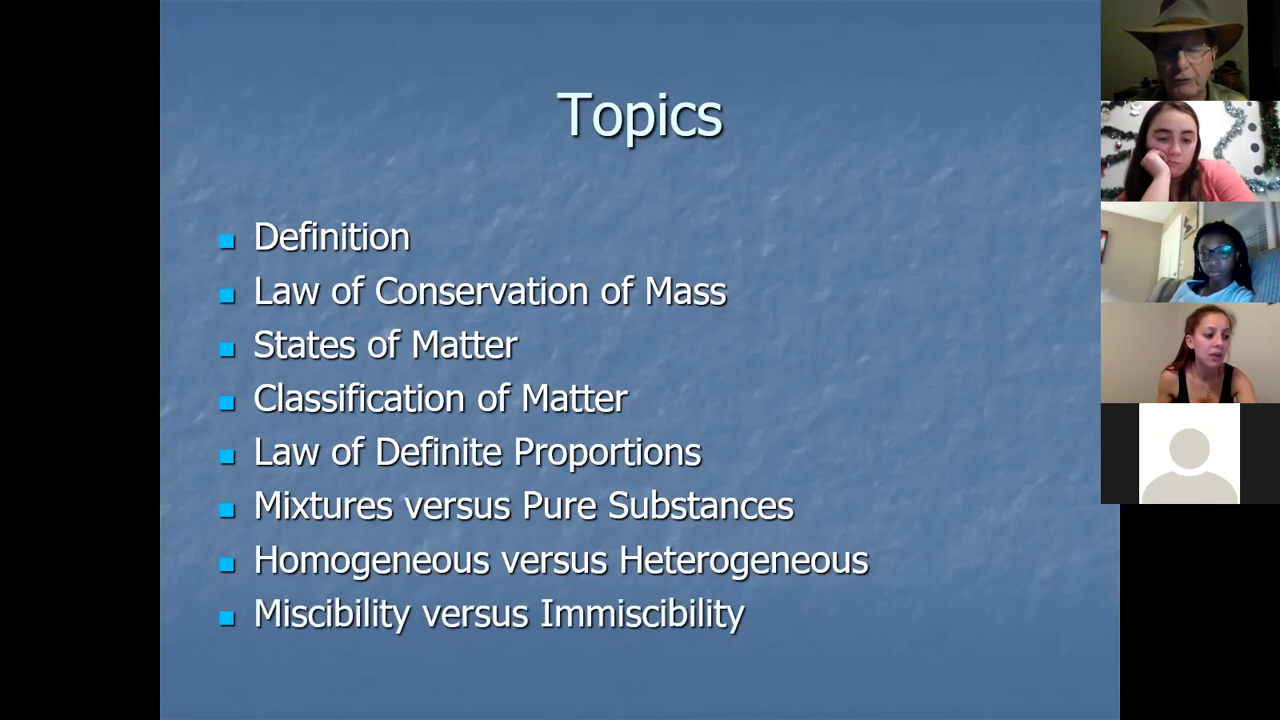 Topics
Definition
Law of Conservation of Mass
States of Matter
Classification of Matter
Law of Definite Proportions
Mixtures versus Pure Substances
Homogeneous versus Heterogeneous
Miscibility versus Immiscibility